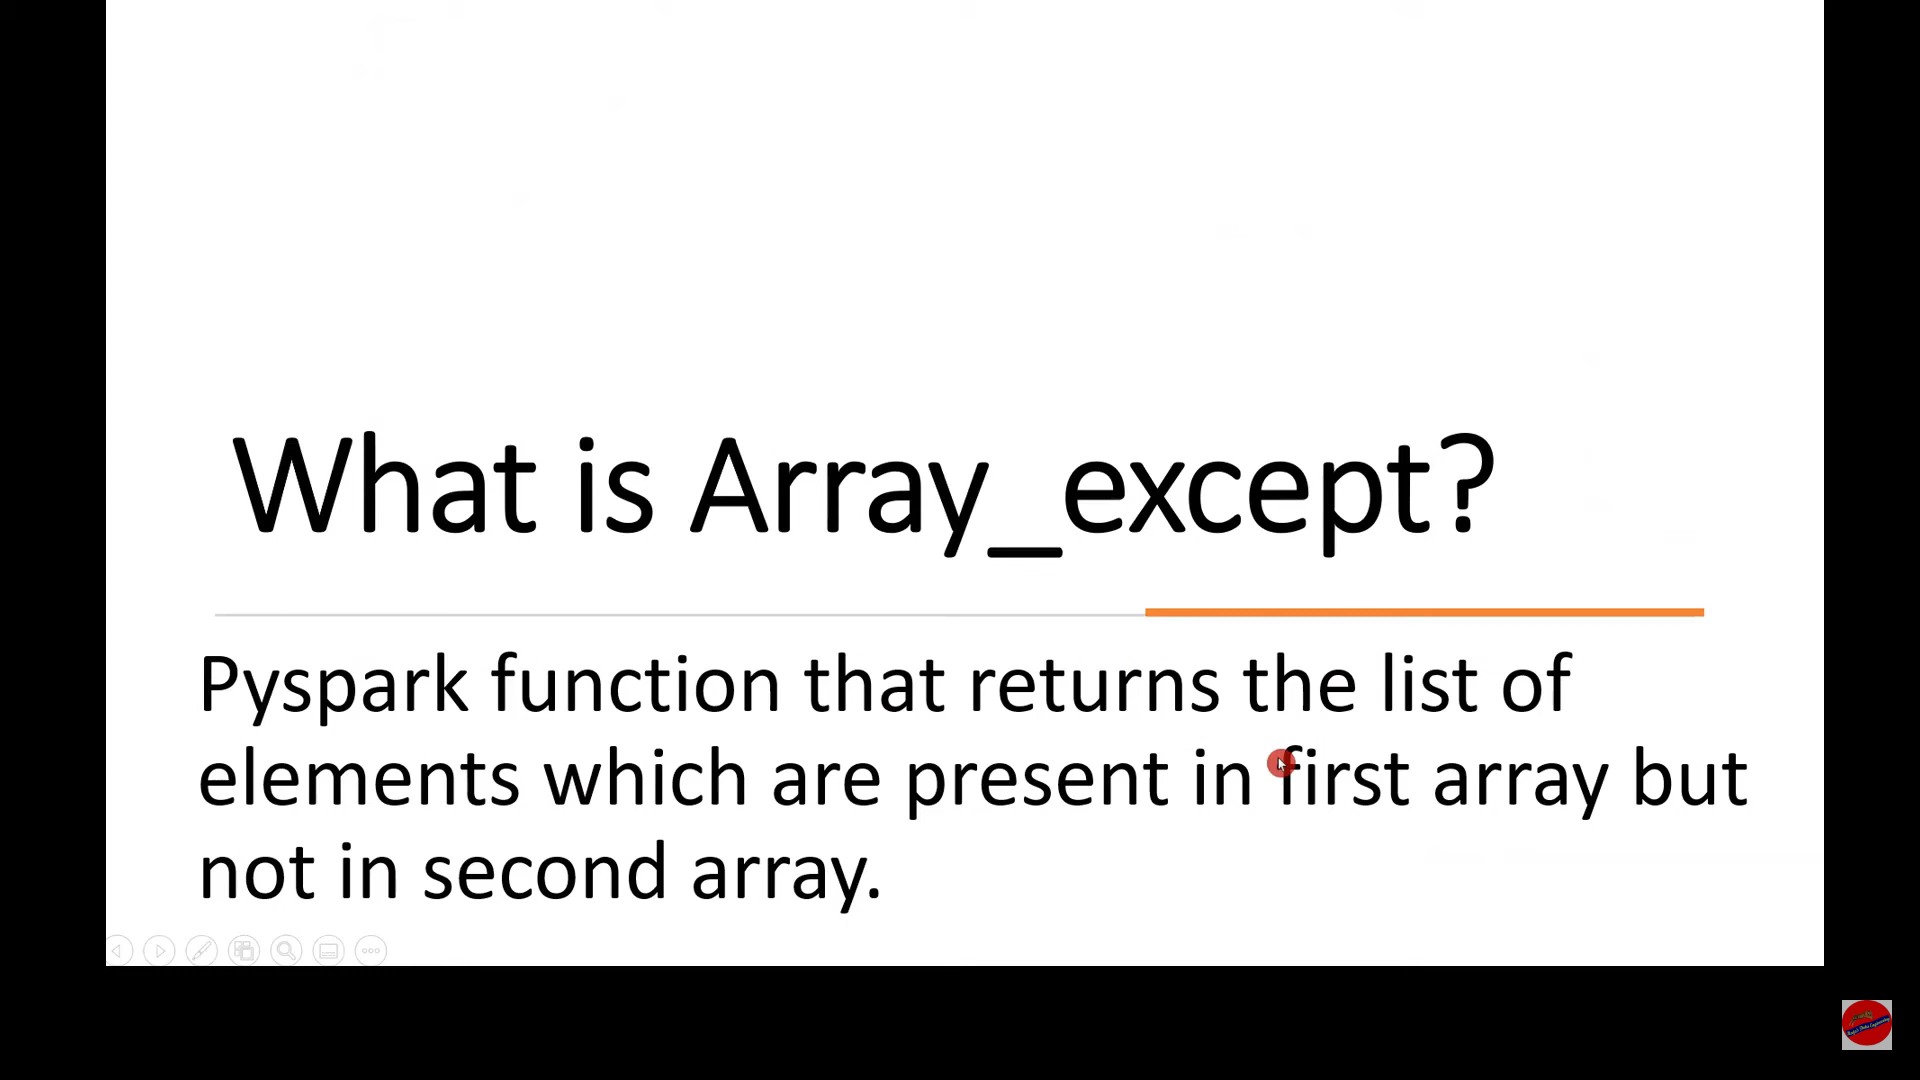 What is Array_except?
Pyspark function that returns the list of
elements which are present in first array but
not in second array.